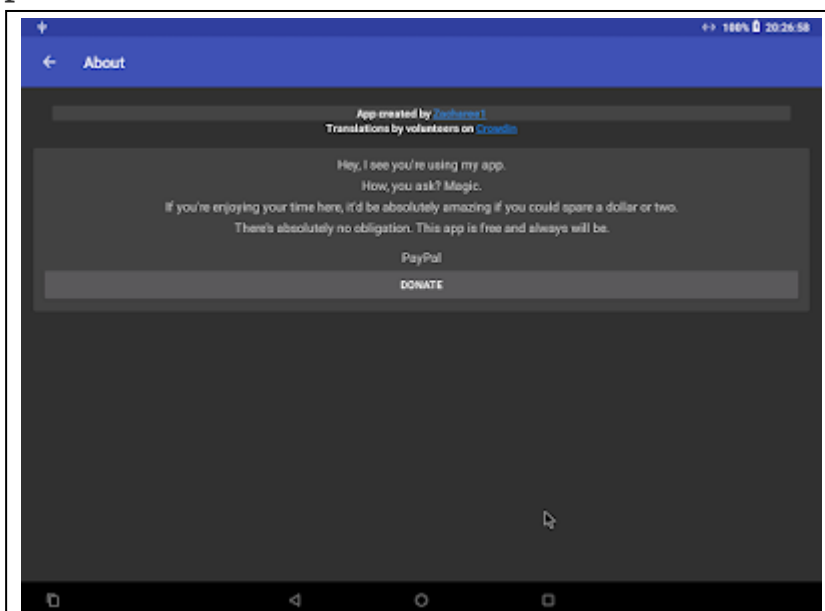 100% 20:26:58
About
App created by Zacharee1
Translations by volunteers on Crowdin
Hey, I see you're using my app.
How, you ask? Magic.
If you're enjoying your time here, it'd be absolutely amazing if you could spare a dollar or two.
There's absolutely no obligation. This app is free and always will be.
PayPal
DONATE